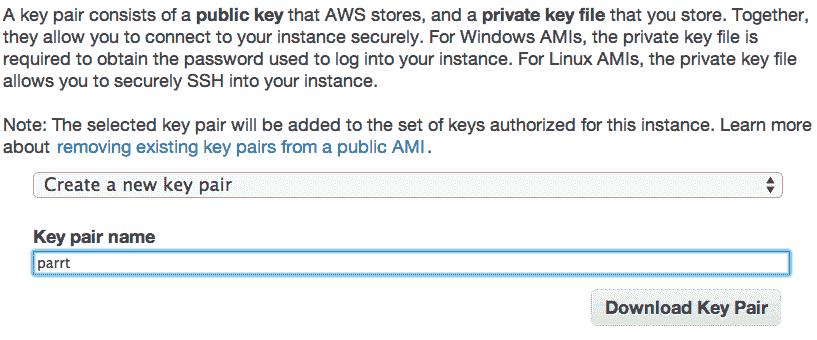 A key pair consists of a public key that AWS stores, and a private key file that you store. Together,
they allow you to connect to your instance securely. For Windows AMIs, the private key file is
required to obtain the password used to log into your instance. For Linux AMIs, the private key file
allows you to securely SSH into your instance.
Note: The selected key pair will be added to the set of keys authorized for this instance. Learn more
about removing existing key pairs from a public AMI.
Create a new key pair
Key pair name
parrt
Download Key Pair